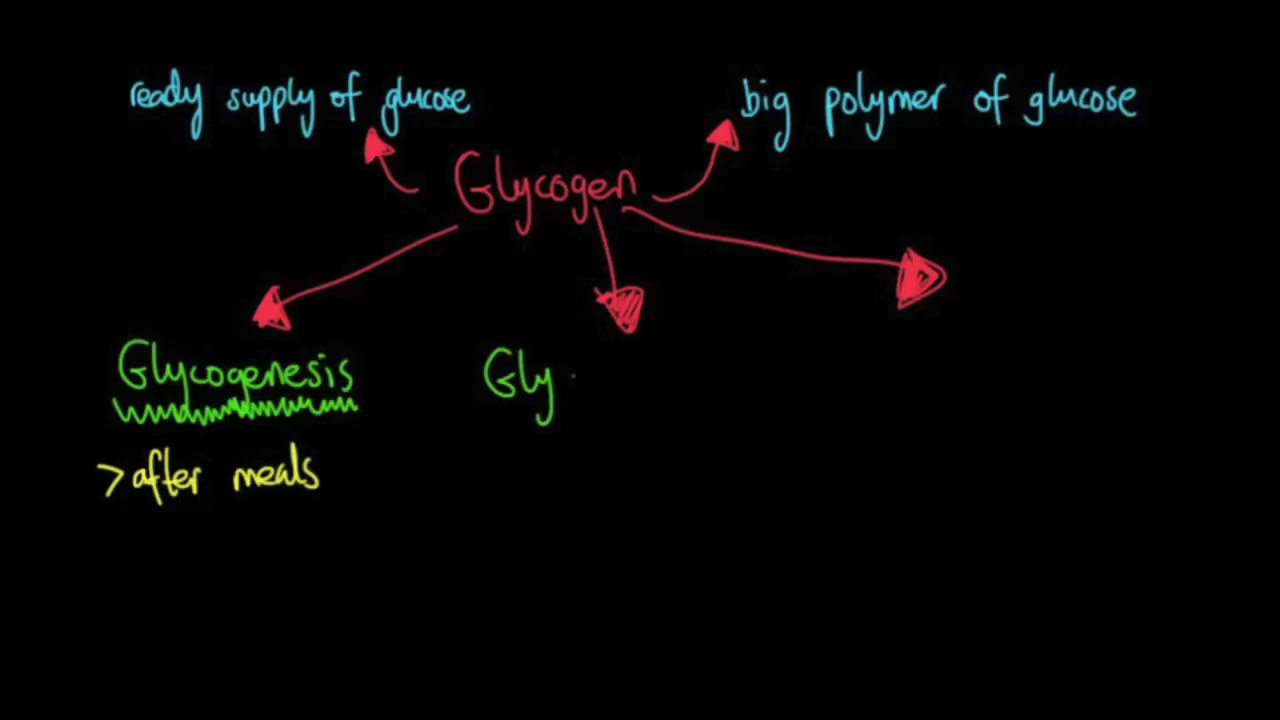 ready supply of glucose
big polymer of glucose
Glycogen
Glycogenesis
Gly
> after meals